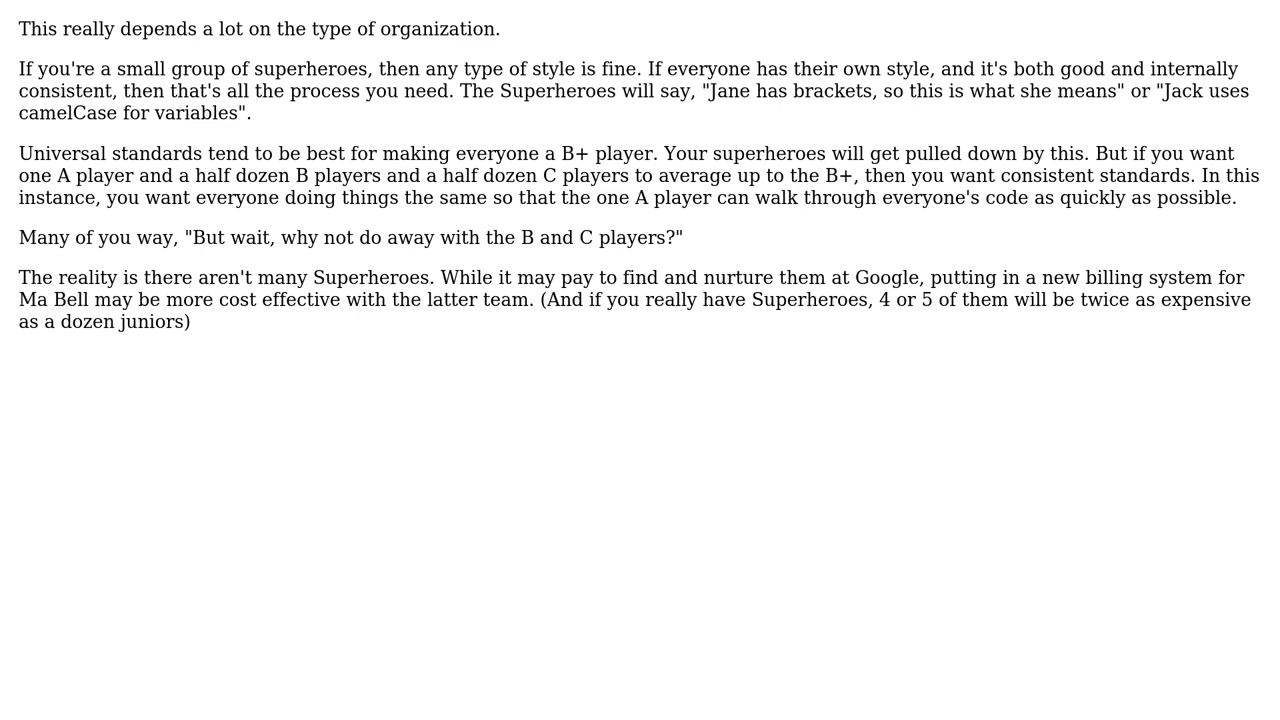 This really depends a lot on the type of organization.
If you're a small group of superheroes, then any type of style is fine. If everyone has their own style, and it's both good and internally
consistent, then that's all the process you need. The Superheroes will say, "Jane has brackets, so this is what she means" or "Jack uses
camelCase for variables".
Universal standards tend to be best for making everyone a B+ player. Your superheroes will get pulled down by this. But if you want
one A player and a half dozen B players and a half dozen C players to average up to the B+, then you want consistent standards. In this
instance, you want everyone doing things the same so that the one A player can walk through everyone's code as quickly as possible.
Many of you way, "But wait, why not do away with the B and C players?"
The reality is there aren't many Superheroes. While it may pay to find and nurture them at Google, putting in a new billing system for
Ma Bell may be more cost effective with the latter team. (And if you really have Superheroes, 4 or 5 of them will be twice as expensive
as a dozen juniors)